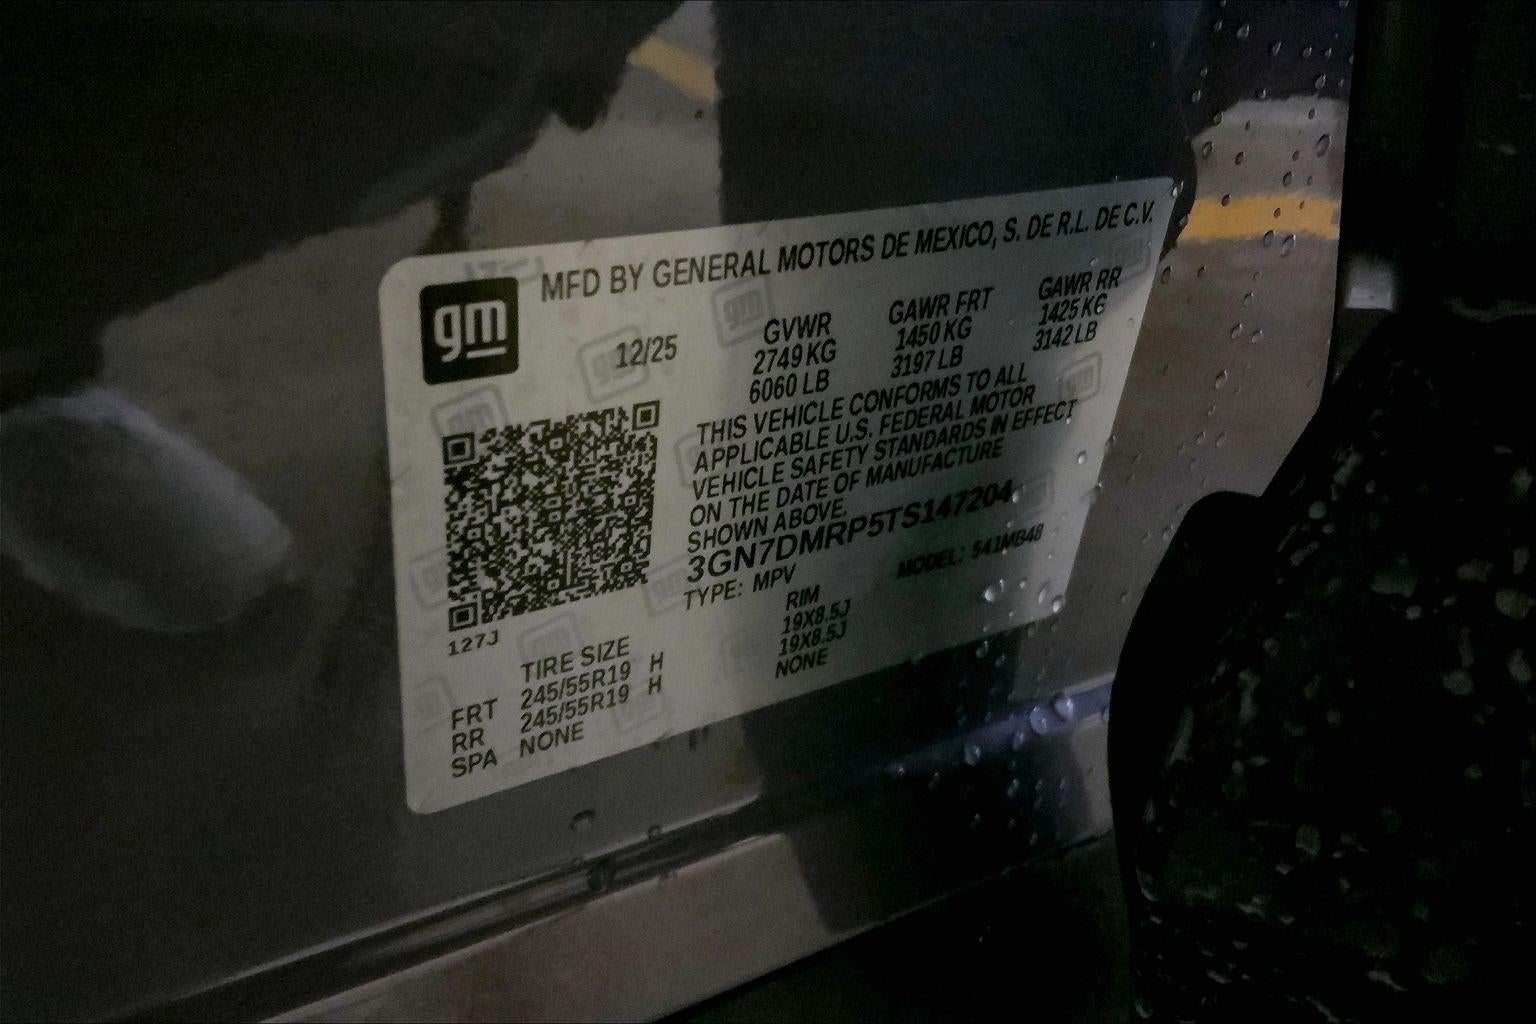 gm
MFD BY GENERAL MOTORS DE MEXICO, S. DE R.L. DE C.V.
12/25
GVWR GAWR FRT GAWR RR
2749 KG 1450 KG 1425 KG
6060 LB 3197 LB 3142 LB
THIS VEHICLE CONFORMS TO ALL
APPLICABLE U.S. FEDERAL MOTOR
VEHICLE SAFETY STANDARDS IN EFFECT
ON THE DATE OF MANUFACTURE
SHOWN ABOVE.
3GN7DMRP5TS147204
TYPE: MPV MODEL: 541MB48
127J
TIRE SIZE RIM
FRT 245/55R19 H 19X8.5J
RR 245/55R19 H 19X8.5J
SPA NONE NONE